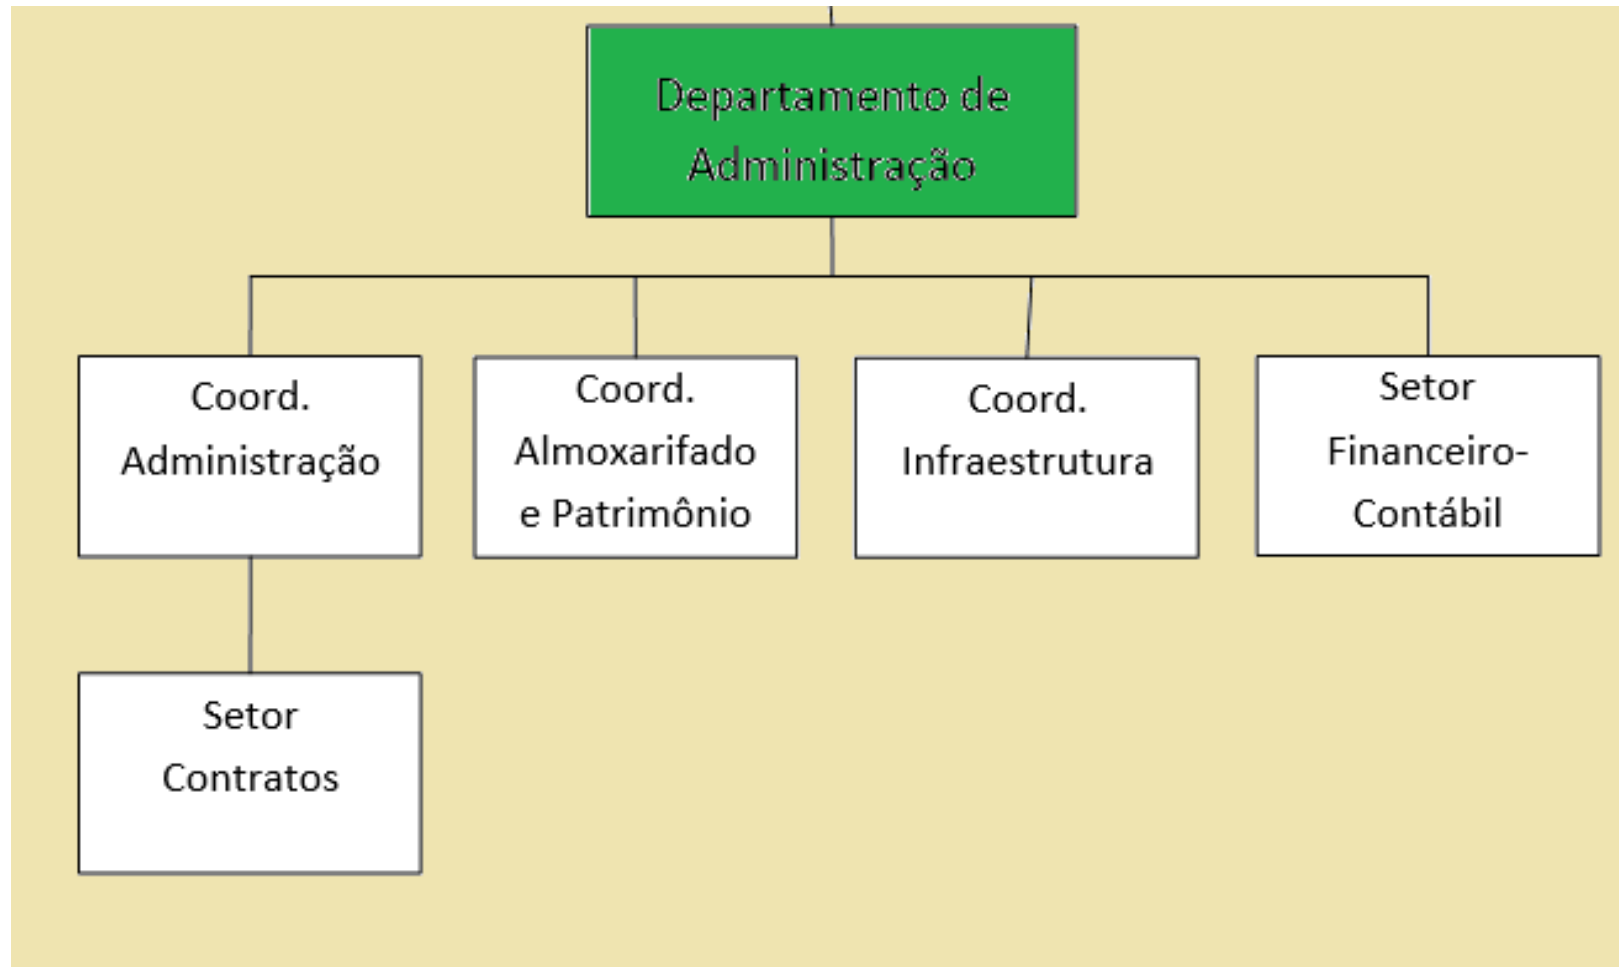 Departamento de
Administração
Coord.
Administração
Coord.
Almoxarifado
e Patrimônio
Coord.
Infraestrutura
Setor
Financeiro-
Contábil
Setor
Contratos